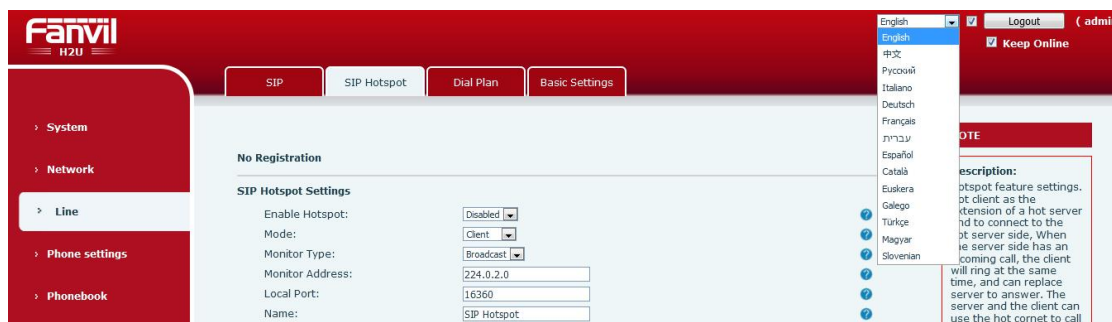 Fanvil
H2U
English
Logout
( admi
Keep Online
English
中文
Русский
Italiano
Deutsch
Français
עברית
Español
Català
Euskera
Galego
Türkçe
Magyar
Slovenian
SIP
SIP Hotspot
Dial Plan
Basic Settings
System
Network
Line
Phone settings
Phonebook
No Registration
SIP Hotspot Settings
Enable Hotspot: Disabled
Mode: Client
Monitor Type: Broadcast
Monitor Address: 224.0.2.0
Local Port: 16360
Name: SIP Hotspot
OTE
escription:
otspot feature settings.
ot client as the
xtension of a hot server
nd to connect to the
ot server side, When
he server side has an
coming call, the client
will ring at the same
time, and can replace
server to answer. The
server and the client can
use the hot cornet to call